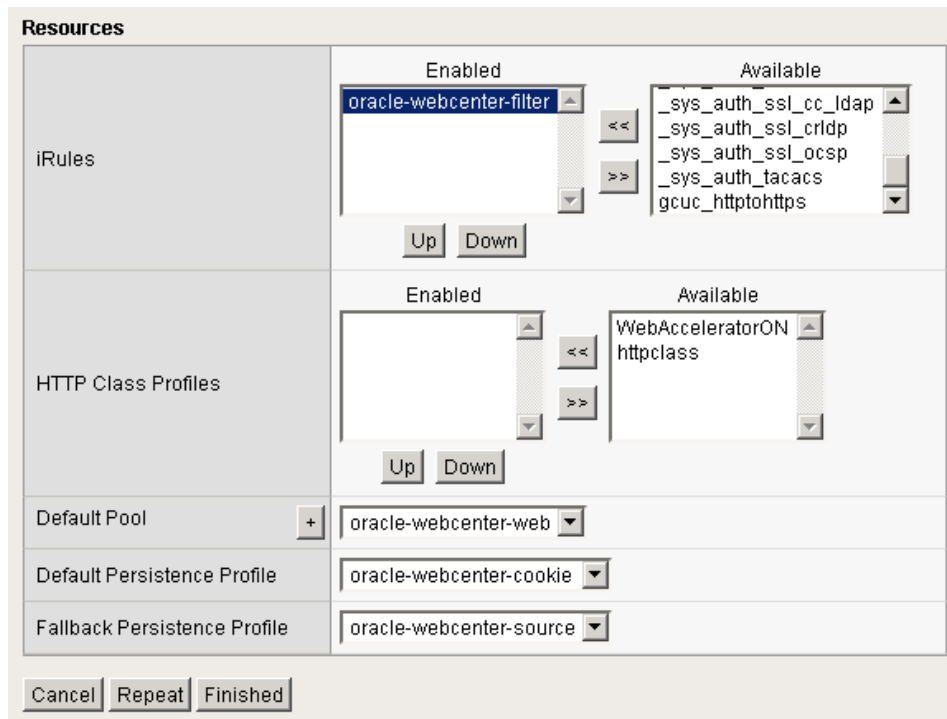 Resources
Enabled
Available
iRules
oracle-webcenter-filter
<<
>>
_sys_auth_ssl_cc_ldap
_sys_auth_ssl_crldp
_sys_auth_ssl_ocsp
_sys_auth_tacacs
gcuc_httptohttps
Up Down
Enabled
Available
HTTP Class Profiles
<<
>>
WebAcceleratorON
httpclass
Up Down
Default Pool + oracle-webcenter-web
Default Persistence Profile oracle-webcenter-cookie
Fallback Persistence Profile oracle-webcenter-source
Cancel Repeat Finished